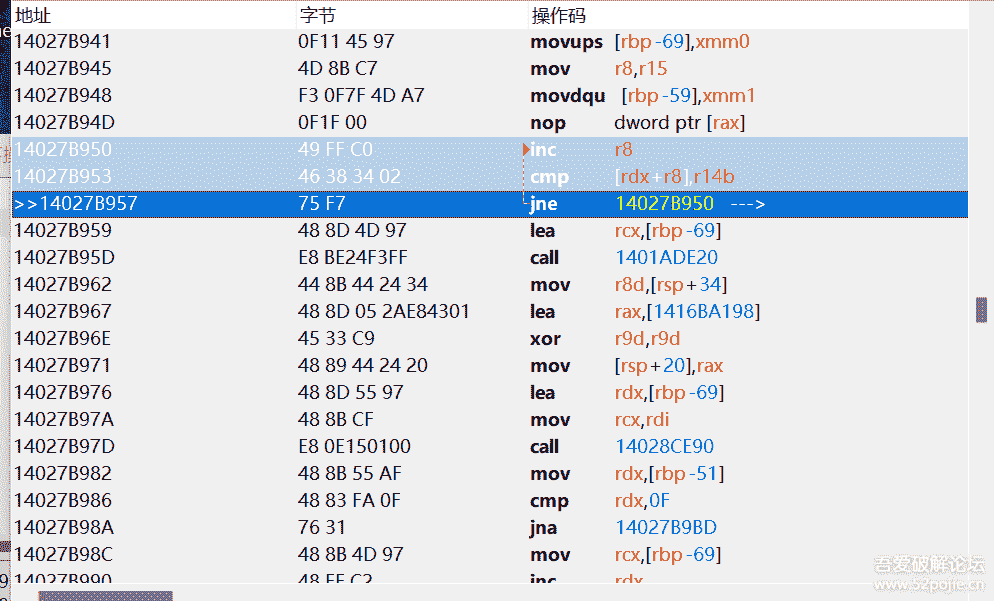 地址 字节 操作码
14027B941 0F11 45 97 movups [rbp-69],xmm0
14027B945 4D 8B C7 mov r8,r15
14027B948 F3 0F7F 4D A7 movdqu [rbp-59],xmm1
14027B94D 0F1F 00 nop dword ptr [rax]
14027B950 49 FF C0 inc r8
14027B953 46 38 34 02 cmp [rdx+r8],r14b
>>14027B957 75 F7 jne 14027B950 --->
14027B959 48 8D 4D 97 lea rcx,[rbp-69]
14027B95D E8 BE24F3FF call 1401ADE20
14027B962 44 8B 44 24 34 mov r8d,[rsp+34]
14027B967 48 8D 05 2AE84301 lea rax,[1416BA198]
14027B96E 45 33 C9 xor r9d,r9d
14027B971 48 89 44 24 20 mov [rsp+20],rax
14027B976 48 8D 55 97 lea rdx,[rbp-69]
14027B97A 48 8B CF mov rcx,rdi
14027B97D E8 0E150100 call 14028CE90
14027B982 48 8B 55 AF mov rdx,[rbp-51]
14027B986 48 83 FA 0F cmp rdx,0F
14027B98A 76 31 jna 14027B9BD
14027B98C 48 8B 4D 97 mov rcx,[rbp-69]
14027B990 48 FF C2 inc rdx
吾爱破解论坛
www.52pojie.cn